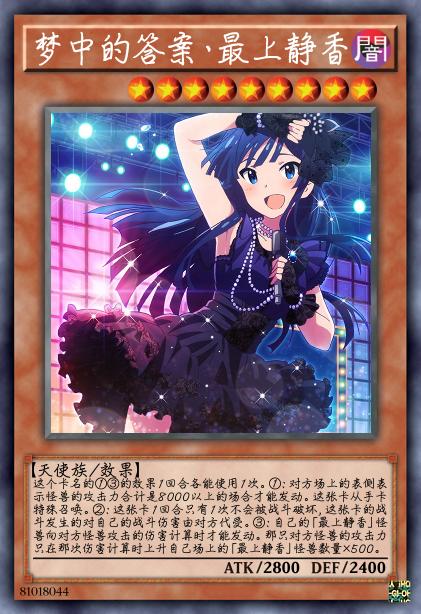 梦中的答案·最上静香
闇
【天使族/效果】
这个卡名的①③的效果1回合各能使用1次。①:对方场上的表侧表
示怪兽的攻击力合计是8000以上的场合才能发动。这张卡从手卡
特殊召唤。②:这张卡1回合只有1次不会被战斗破坏,这张卡的战
斗发生的对自己的战斗伤害由对方代受。③:自己的「最上静香」怪
兽向对方怪兽攻击的伤害计算时才能发动。那只对方怪兽的攻击力
只在那次伤害计算时上升自己场上的「最上静香」怪兽数量×500。
ATK/2800 DEF/2400
81018044